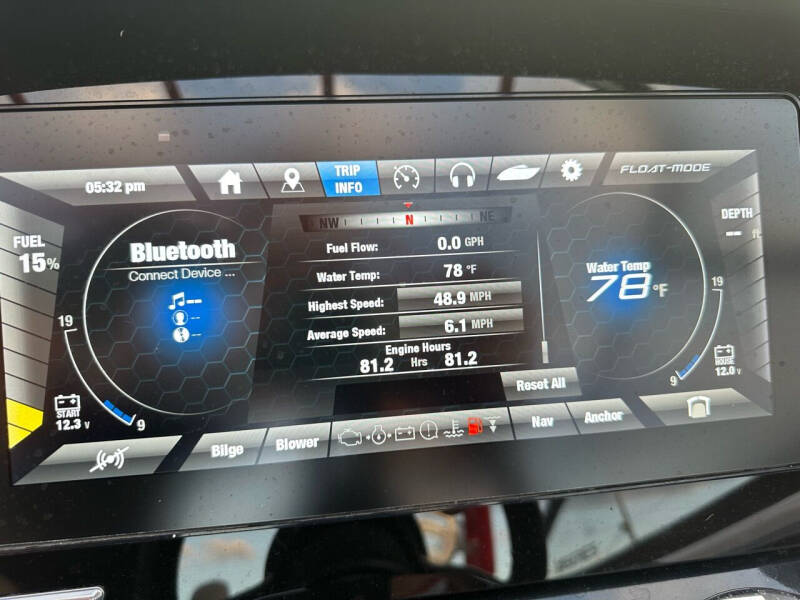 05:32 pm
TRIP
INFO
FLOAT-MODE
NW N NE
FUEL
15%
Bluetooth
Connect Device ...
--
--
--
Fuel Flow: 0.0 GPH
Water Temp: 78 °F
Highest Speed: 48.9 MPH
Average Speed: 6.1 MPH
Engine Hours
81.2 Hrs 81.2
Reset All
Water Temp
78°F
DEPTH
-- ft
19
9
START
12.3 V
19
9
HOUSE
12.0 V
Bilge
Blower
Nav
Anchor